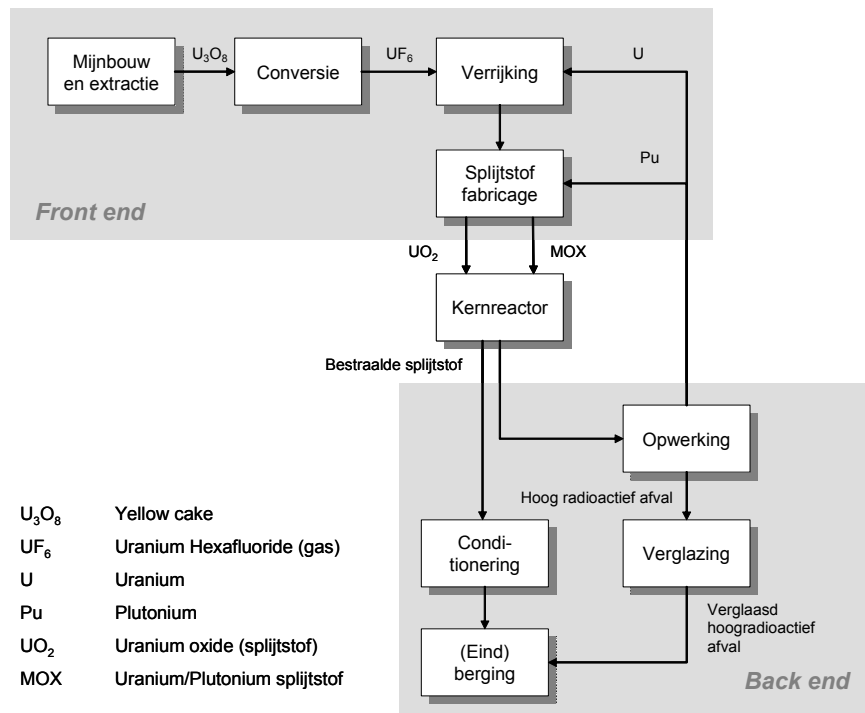 Mijnbouw
en extractie
U₃O₈
Conversie
UF₆
Verrijking
U
Splijtstof
fabricage
Pu
Front end
UO₂
MOX
Kernreactor
Bestraalde splijtstof
Opwerking
Hoog radioactief afval
Condi-
tionering
Verglazing
Verglaasd
hoogradioactief
afval
(Eind)
berging
Back end
U₃O₈ Yellow cake
UF₆ Uranium Hexafluoride (gas)
U Uranium
Pu Plutonium
UO₂ Uranium oxide (splijtstof)
MOX Uranium/Plutonium splijtstof